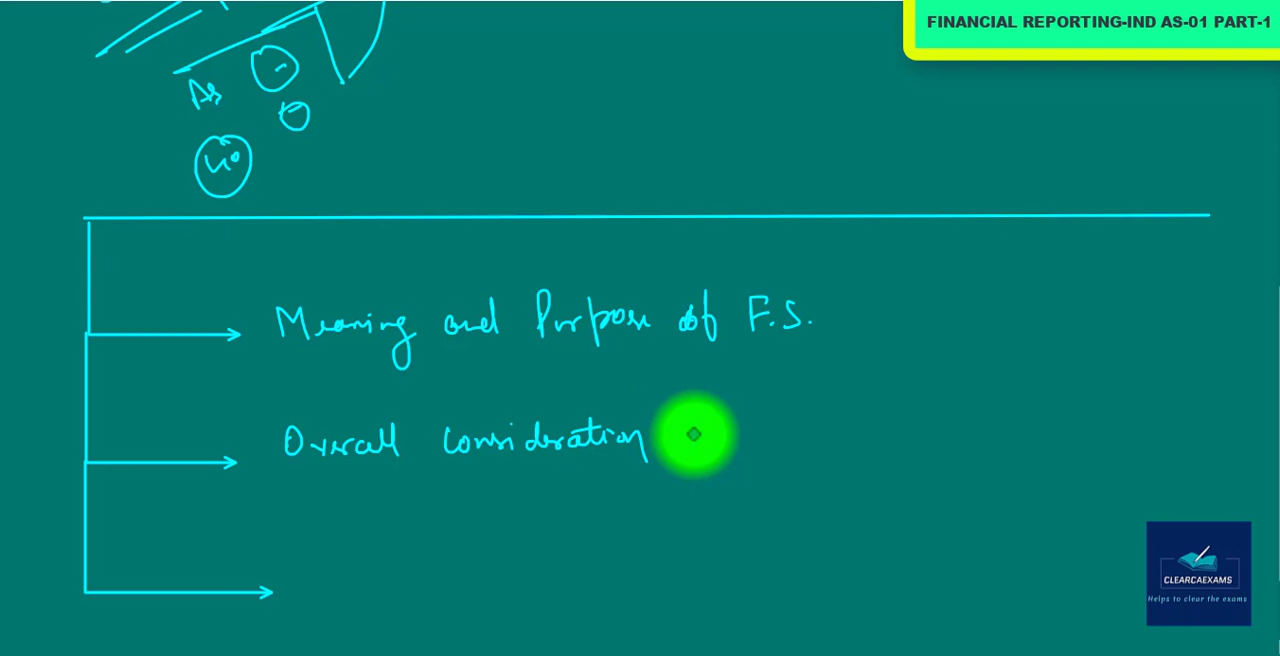 FINANCIAL REPORTING-IND AS-01 PART-1
As
Meaning and Purpose of F.S.
Overall consideration
CLEARCAEXAMS
Helps to clear the exams